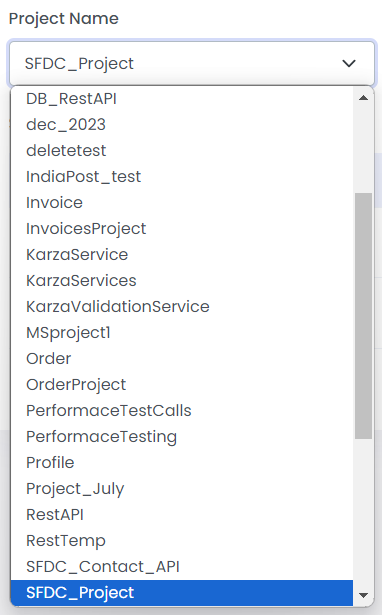 Project Name
SFDC_Project
DB_RestAPI
dec_2023
deletetest
IndiaPost_test
Invoice
InvoicesProject
KarzaService
KarzaServices
KarzaValidationService
MSproject1
Order
OrderProject
PerformaceTestCalls
PerformaceTesting
Profile
Project_July
RestAPI
RestTemp
SFDC_Contact_API
SFDC_Project